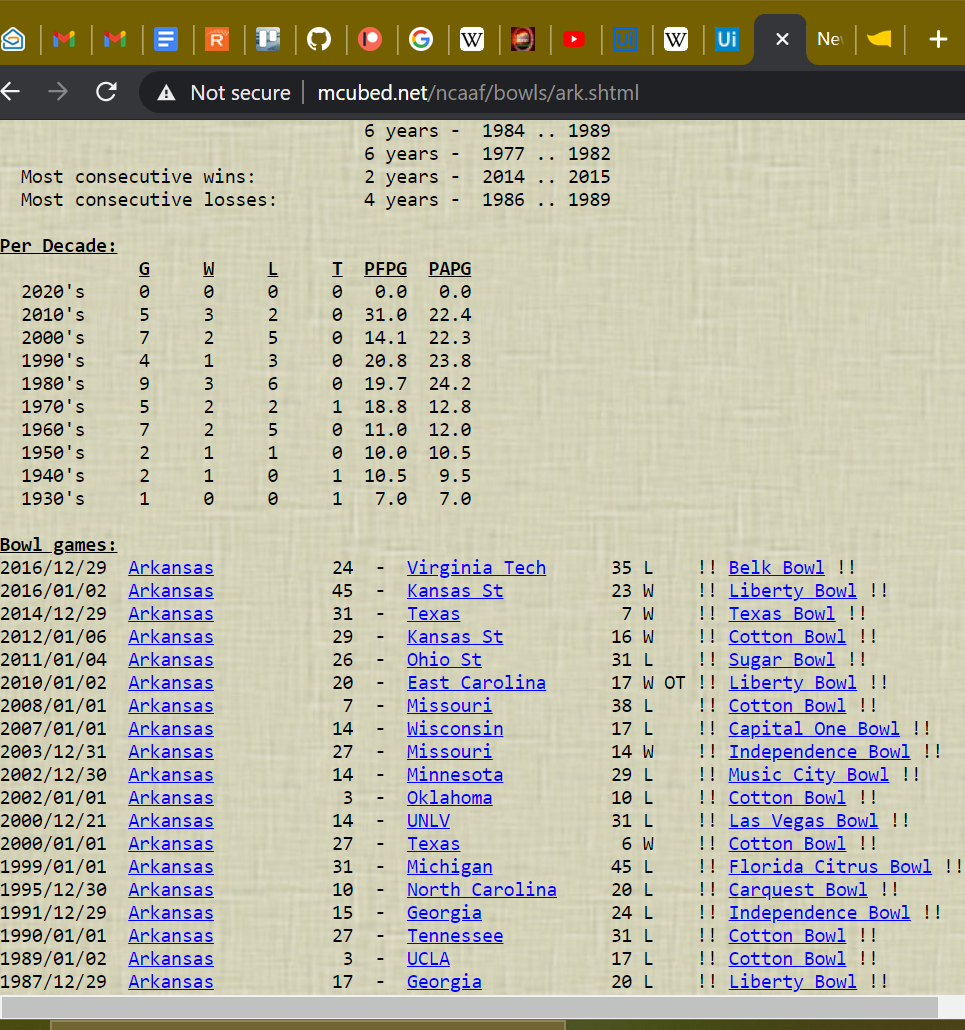 Ne
Not secure | mcubed.net/ncaaf/bowls/ark.shtml
6 years - 1984 .. 1989
6 years - 1977 .. 1982
Most consecutive wins: 2 years - 2014 .. 2015
Most consecutive losses: 4 years - 1986 .. 1989
Per Decade:
G W L T PFPG PAPG
2020's 0 0 0 0 0.0 0.0
2010's 5 3 2 0 31.0 22.4
2000's 7 2 5 0 14.1 22.3
1990's 4 1 3 0 20.8 23.8
1980's 9 3 6 0 19.7 24.2
1970's 5 2 2 1 18.8 12.8
1960's 7 2 5 0 11.0 12.0
1950's 2 1 1 0 10.0 10.5
1940's 2 1 0 1 10.5 9.5
1930's 1 0 0 1 7.0 7.0
Bowl games:
2016/12/29 Arkansas 24 - Virginia Tech 35 L !! Belk Bowl !!
2016/01/02 Arkansas 45 - Kansas St 23 W !! Liberty Bowl !!
2014/12/29 Arkansas 31 - Texas 7 W !! Texas Bowl !!
2012/01/06 Arkansas 29 - Kansas St 16 W !! Cotton Bowl !!
2011/01/04 Arkansas 26 - Ohio St 31 L !! Sugar Bowl !!
2010/01/02 Arkansas 20 - East Carolina 17 W OT !! Liberty Bowl !!
2008/01/01 Arkansas 7 - Missouri 38 L !! Cotton Bowl !!
2007/01/01 Arkansas 14 - Wisconsin 17 L !! Capital One Bowl !!
2003/12/31 Arkansas 27 - Missouri 14 W !! Independence Bowl !!
2002/12/30 Arkansas 14 - Minnesota 29 L !! Music City Bowl !!
2002/01/01 Arkansas 3 - Oklahoma 10 L !! Cotton Bowl !!
2000/12/21 Arkansas 14 - UNLV 31 L !! Las Vegas Bowl !!
2000/01/01 Arkansas 27 - Texas 6 W !! Cotton Bowl !!
1999/01/01 Arkansas 31 - Michigan 45 L !! Florida Citrus Bowl !!
1995/12/30 Arkansas 10 - North Carolina 20 L !! Carquest Bowl !!
1991/12/29 Arkansas 15 - Georgia 24 L !! Independence Bowl !!
1990/01/01 Arkansas 27 - Tennessee 31 L !! Cotton Bowl !!
1989/01/02 Arkansas 3 - UCLA 17 L !! Cotton Bowl !!
1987/12/29 Arkansas 17 - Georgia 20 L !! Liberty Bowl !!